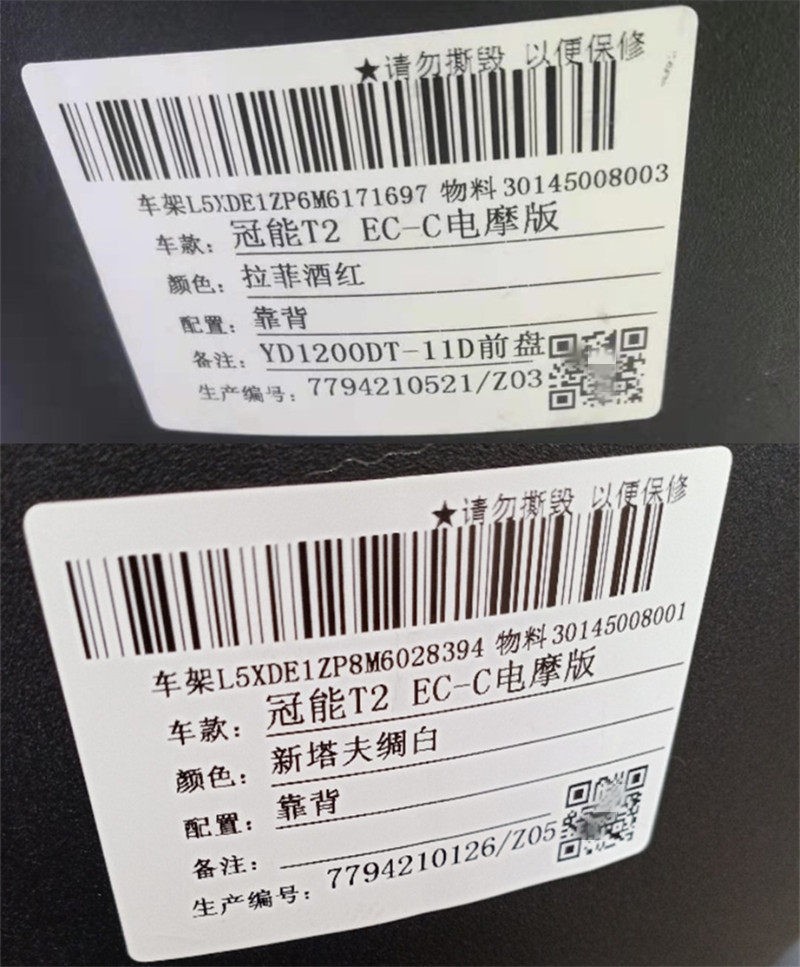 ★请勿撕毁 以便保修
车架L5XDE1ZP6M6171697 物料30145008003
车款：冠能T2 EC-C电摩版
颜色：拉菲酒红
配置：靠背
备注：YD1200DT-11D前盘
生产编号：7794210521/Z03
★请勿撕毁 以便保修
车架L5XDE1ZP8M6028394 物料30145008001
车款：冠能T2 EC-C电摩版
颜色：新塔夫绸白
配置：靠背
备注：
生产编号：7794210126/Z05